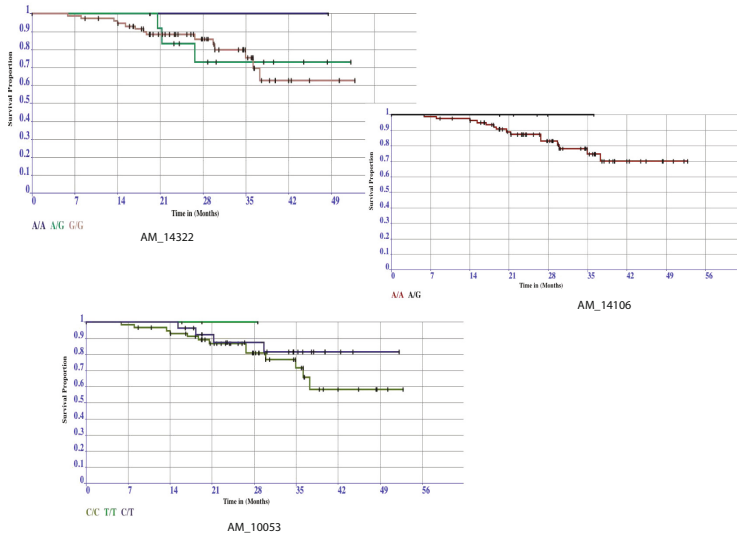 1
0.9
0.8
0.7
0.6
0.5
0.4
0.3
0.2
0.1
0
Survival Proportion
0 7 14 21 28 35 42 49
Time in (Months)
A/A A/G G/G
AM_14322
1
0.9
0.8
0.7
0.6
0.5
0.4
0.3
0.2
0.1
0
Survival Proportion
0 7 14 21 28 35 42 49 56
Time in (Months)
A/A A/G
AM_14106
1
0.9
0.8
0.7
0.6
0.5
0.4
0.3
0.2
0.1
0
Survival Proportion
0 7 14 21 28 35 42 49 56
Time in (Months)
C/C T/T C/T
AM_10053